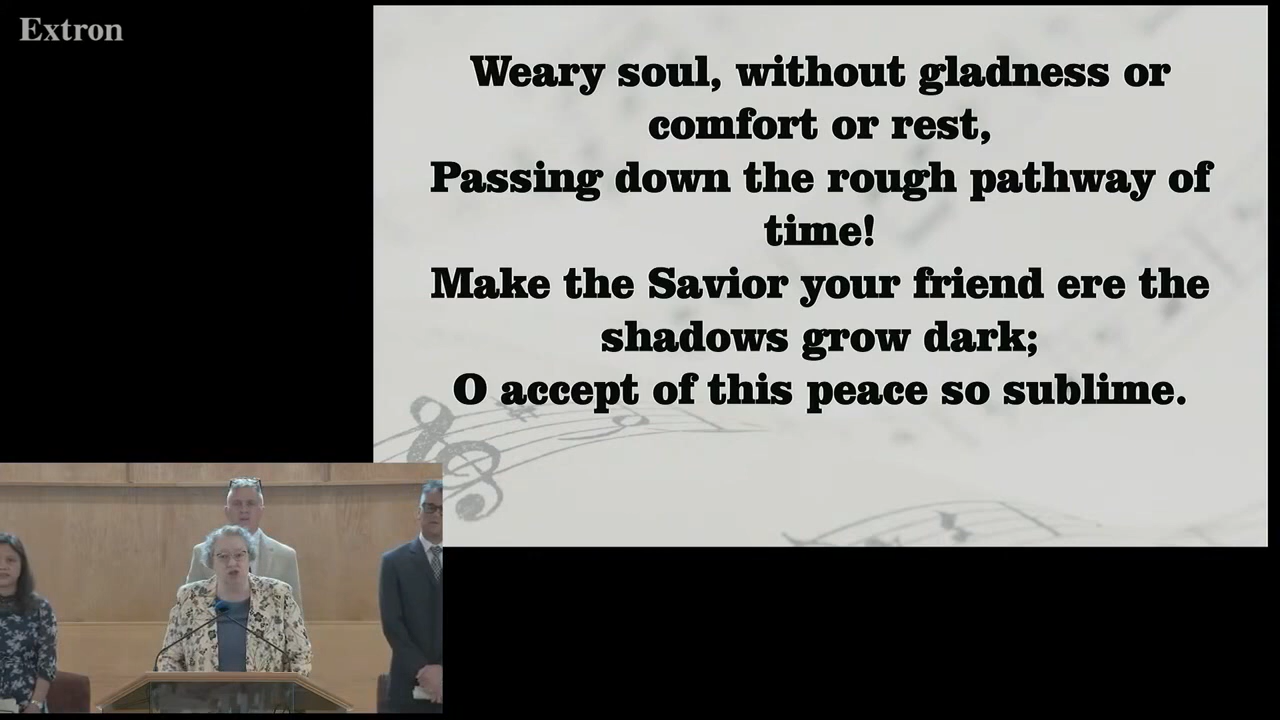 Extron
Weary soul, without gladness or
comfort or rest,
Passing down the rough pathway of
time!
Make the Savior your friend ere the
shadows grow dark;
O accept of this peace so sublime.